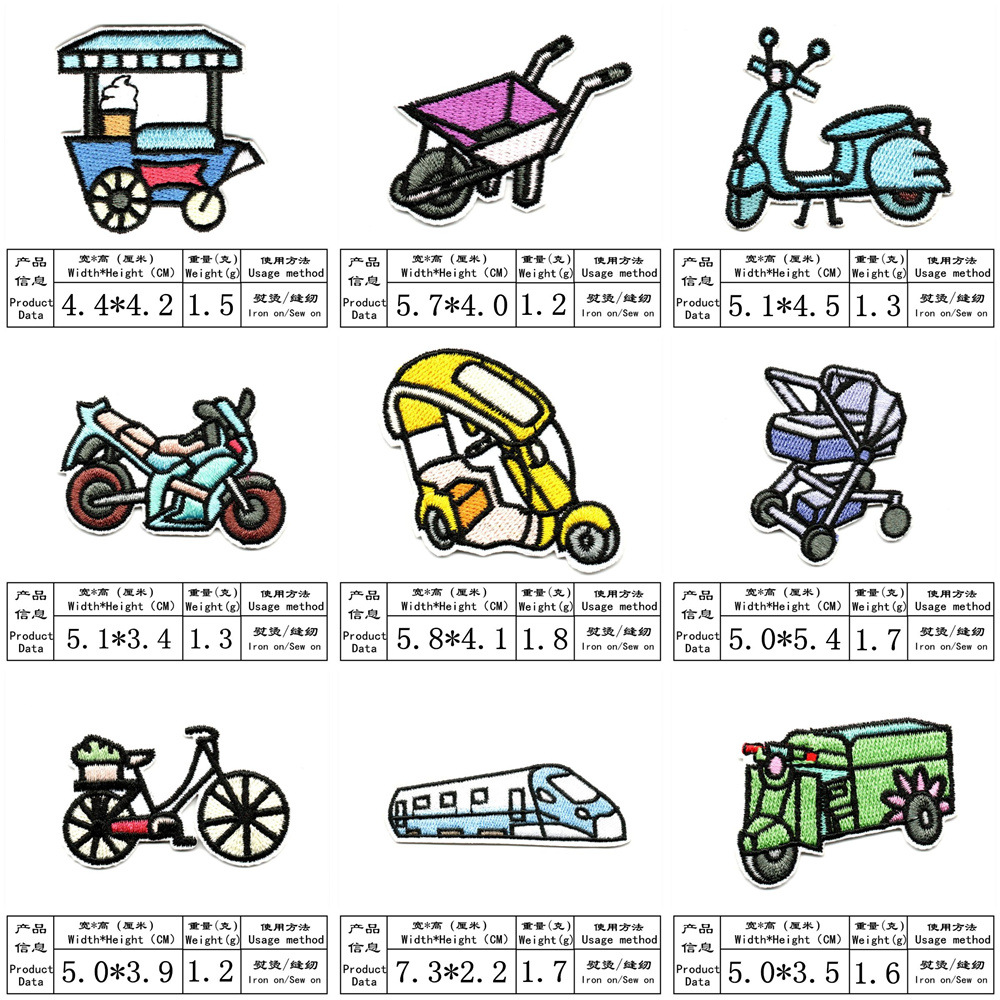 产品信息 宽*高 (厘米) 重量(克) 使用方法
Width*Height (CM) Weight(g) Usage method
Product Data 4.4*4.2 1.5 熨烫/缝纫
Iron on/Sew on
产品信息 宽*高 (厘米) 重量(克) 使用方法
Width*Height (CM) Weight(g) Usage method
Product Data 5.7*4.0 1.2 熨烫/缝纫
Iron on/Sew on
产品信息 宽*高 (厘米) 重量(克) 使用方法
Width*Height (CM) Weight(g) Usage method
Product Data 5.1*4.5 1.3 熨烫/缝纫
Iron on/Sew on
产品信息 宽*高 (厘米) 重量(克) 使用方法
Width*Height (CM) Weight(g) Usage method
Product Data 5.1*3.4 1.3 熨烫/缝纫
Iron on/Sew on
产品信息 宽*高 (厘米) 重量(克) 使用方法
Width*Height (CM) Weight(g) Usage method
Product Data 5.8*4.1 1.8 熨烫/缝纫
Iron on/Sew on
产品信息 宽*高 (厘米) 重量(克) 使用方法
Width*Height (CM) Weight(g) Usage method
Product Data 5.0*5.4 1.7 熨烫/缝纫
Iron on/Sew on
产品信息 宽*高 (厘米) 重量(克) 使用方法
Width*Height (CM) Weight(g) Usage method
Product Data 5.0*3.9 1.2 熨烫/缝纫
Iron on/Sew on
产品信息 宽*高 (厘米) 重量(克) 使用方法
Width*Height (CM) Weight(g) Usage method
Product Data 7.3*2.2 1.7 熨烫/缝纫
Iron on/Sew on
产品信息 宽*高 (厘米) 重量(克) 使用方法
Width*Height (CM) Weight(g) Usage method
Product Data 5.0*3.5 1.6 熨烫/缝纫
Iron on/Sew on